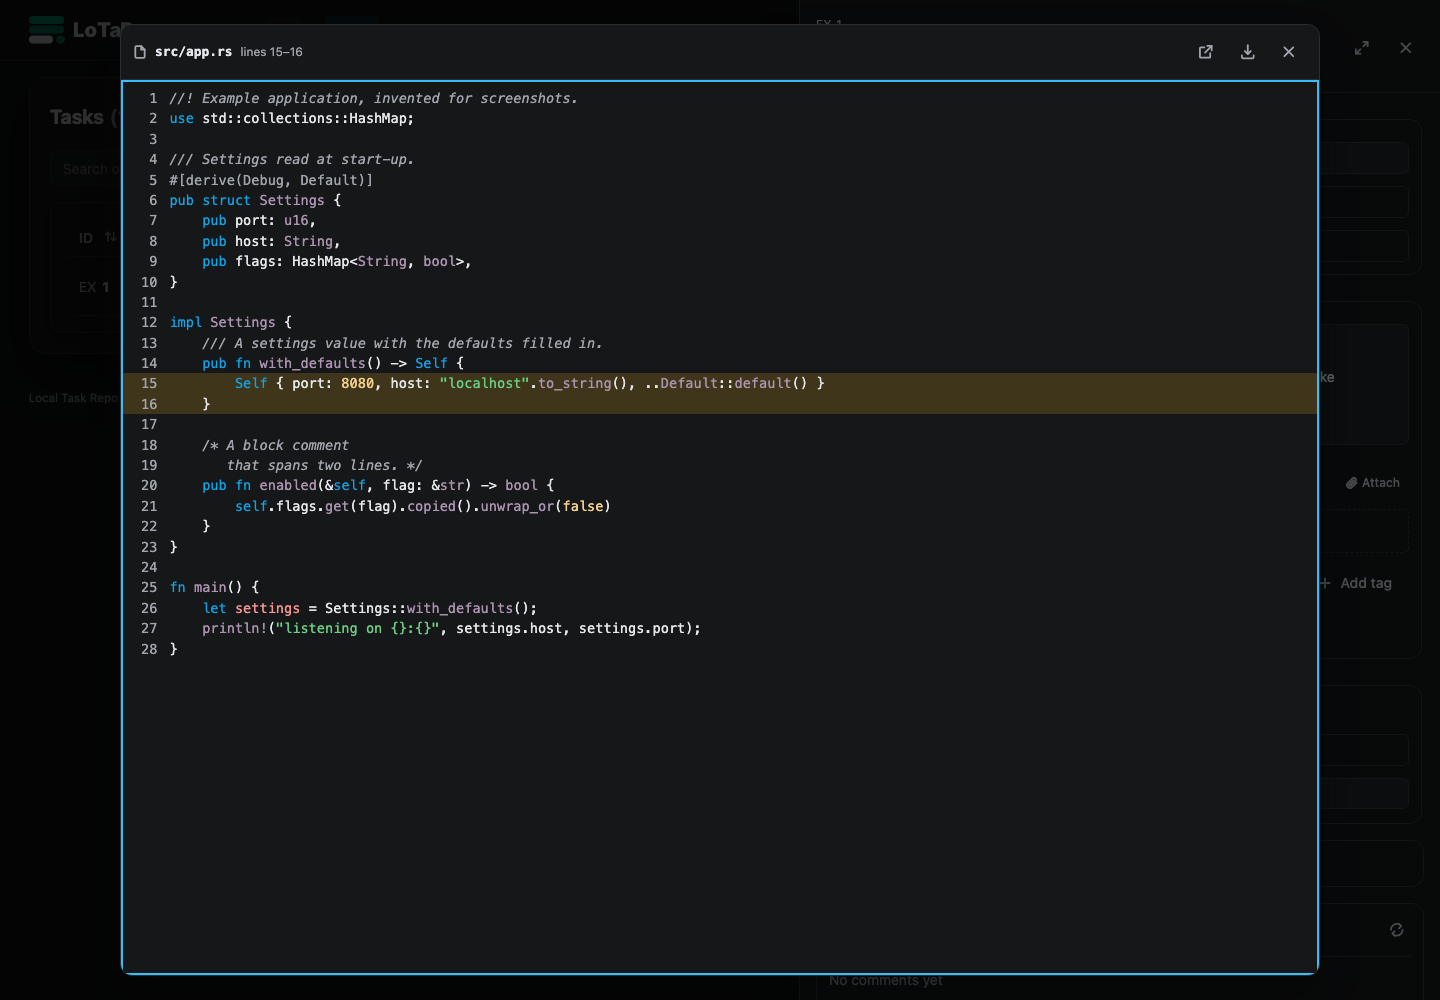 EX 1
LoTa
src/app.rs lines 15–16
Tasks (
Search
ID
EX 1
Local Task Repo
1 //! Example application, invented for screenshots.
2 use std::collections::HashMap;
3
4 /// Settings read at start-up.
5 #[derive(Debug, Default)]
6 pub struct Settings {
7     pub port: u16,
8     pub host: String,
9     pub flags: HashMap<String, bool>,
10 }
11
12 impl Settings {
13     /// A settings value with the defaults filled in.
14     pub fn with_defaults() -> Self {
15         Self { port: 8080, host: "localhost".to_string(), ..Default::default() }
16     }
17
18     /* A block comment
19        that spans two lines. */
20     pub fn enabled(&self, flag: &str) -> bool {
21         self.flags.get(flag).copied().unwrap_or(false)
22     }
23 }
24
25 fn main() {
26     let settings = Settings::with_defaults();
27     println!("listening on {}:{}", settings.host, settings.port);
28 }
ke
Attach
+ Add tag
No comments yet